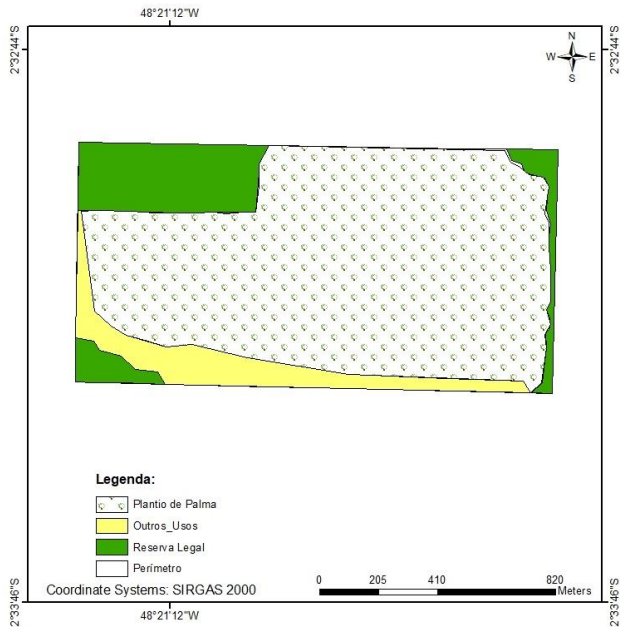 48°21'12"W
2°32'44"S
2°32'44"S
N
W E
S
Legenda:
Plantio de Palma
Outros_Usos
Reserva Legal
Perímetro
Coordinate Systems: SIRGAS 2000
0 205 410 820
Meters
2°33'46"S
2°33'46"S
48°21'12"W